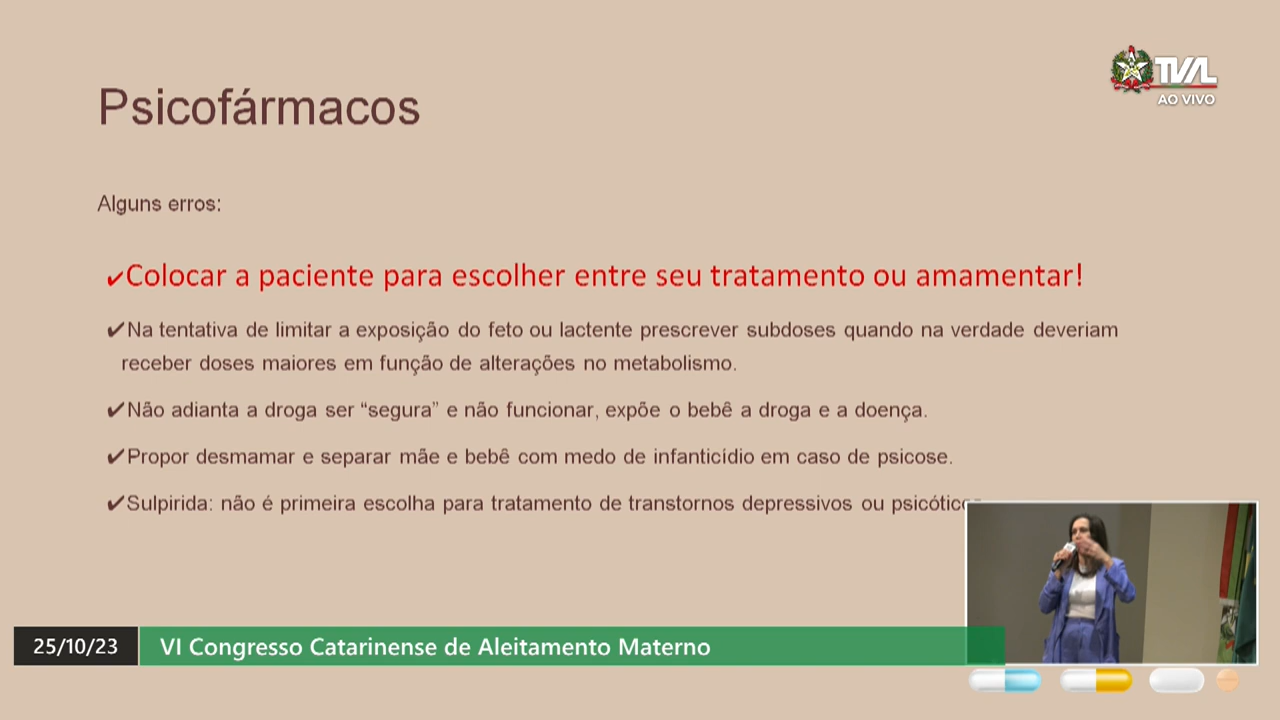 TVAL
AO VIVO
Psicofármacos
Alguns erros:
✔Colocar a paciente para escolher entre seu tratamento ou amamentar!
✔Na tentativa de limitar a exposição do feto ou lactente prescrever subdoses quando na verdade deveriam
receber doses maiores em função de alterações no metabolismo.
✔Não adianta a droga ser “segura” e não funcionar, expõe o bebê a droga e a doença.
✔Propor desmamar e separar mãe e bebê com medo de infanticídio em caso de psicose.
✔Sulpirida: não é primeira escolha para tratamento de transtornos depressivos ou
25/10/23
VI Congresso Catarinense de Aleitamento Materno